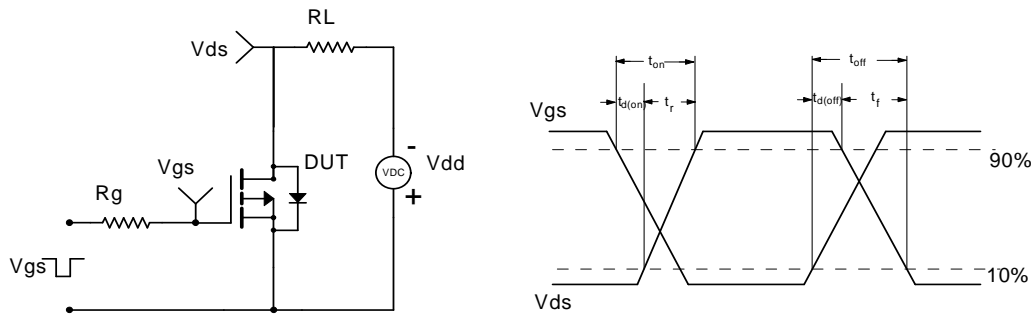 RL
Vds
Vgs
DUT
-
VDC
Vdd
+
Rg
Vgs
ton
toff
td(on)
tr
td(off)
tf
Vgs
90%
10%
Vds